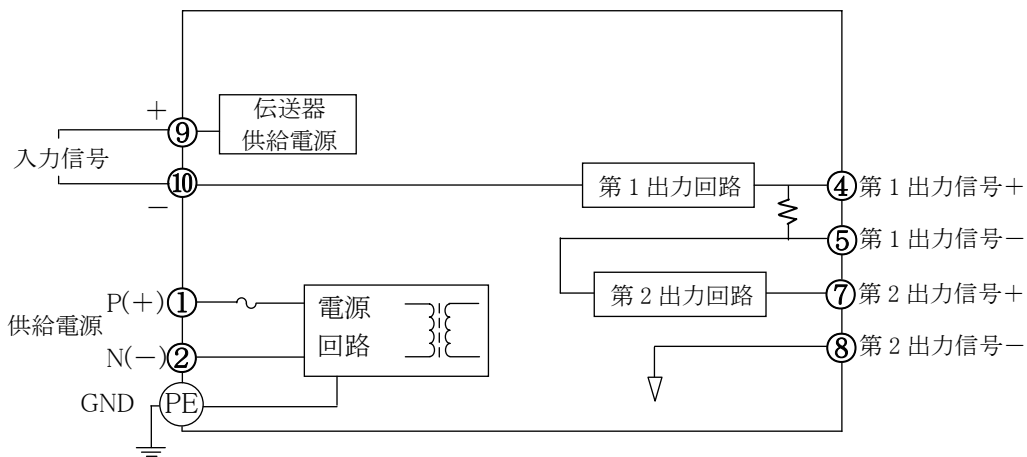 +
⑨
伝送器
供給電源
入力信号
⑩
−
第1出力回路
④ 第1出力信号+
⑤ 第1出力信号−
P(+) ①
電源
回路
第2出力回路
⑦ 第2出力信号+
供給電源
N(−) ②
⑧ 第2出力信号−
GND
PE